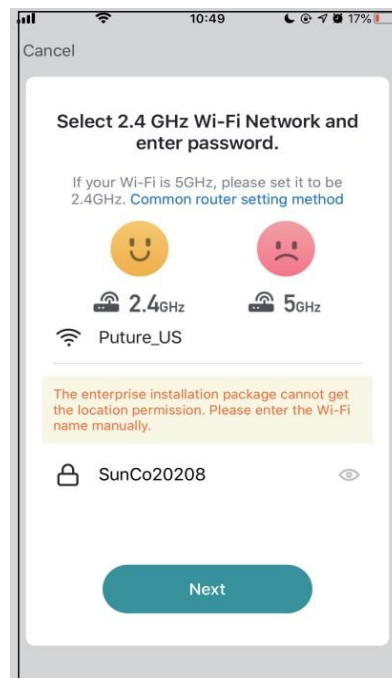 10:49
17%
Cancel
Select 2.4 GHz Wi-Fi Network and
enter password.
If your Wi-Fi is 5GHz, please set it to be
2.4GHz. Common router setting method
2.4GHz
5GHz
Puture_US
The enterprise installation package cannot get
the location permission. Please enter the Wi-Fi
name manually.
SunCo20208
Next